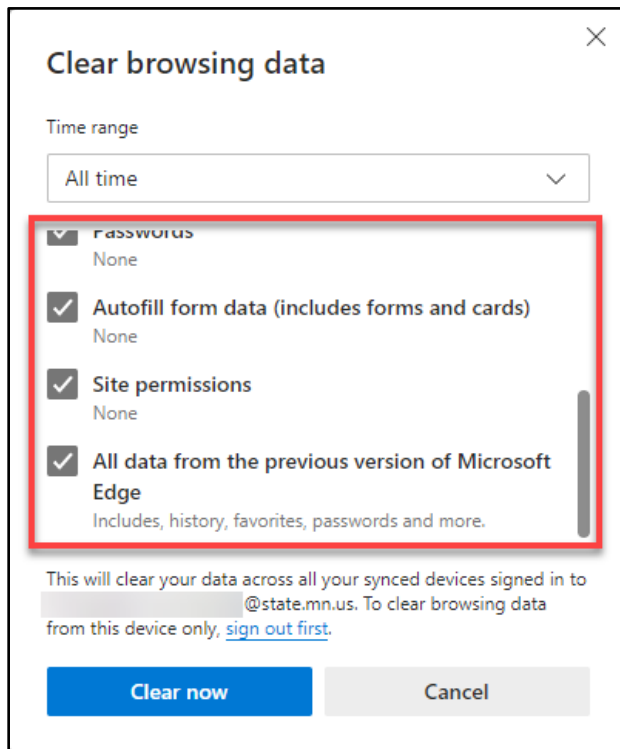 Clear browsing data
Time range
All time
Passwords
None
Autofill form data (includes forms and cards)
None
Site permissions
None
All data from the previous version of Microsoft
Edge
Includes, history, favorites, passwords and more.
This will clear your data across all your synced devices signed in to
@state.mn.us. To clear browsing data
from this device only, sign out first.
Clear now
Cancel